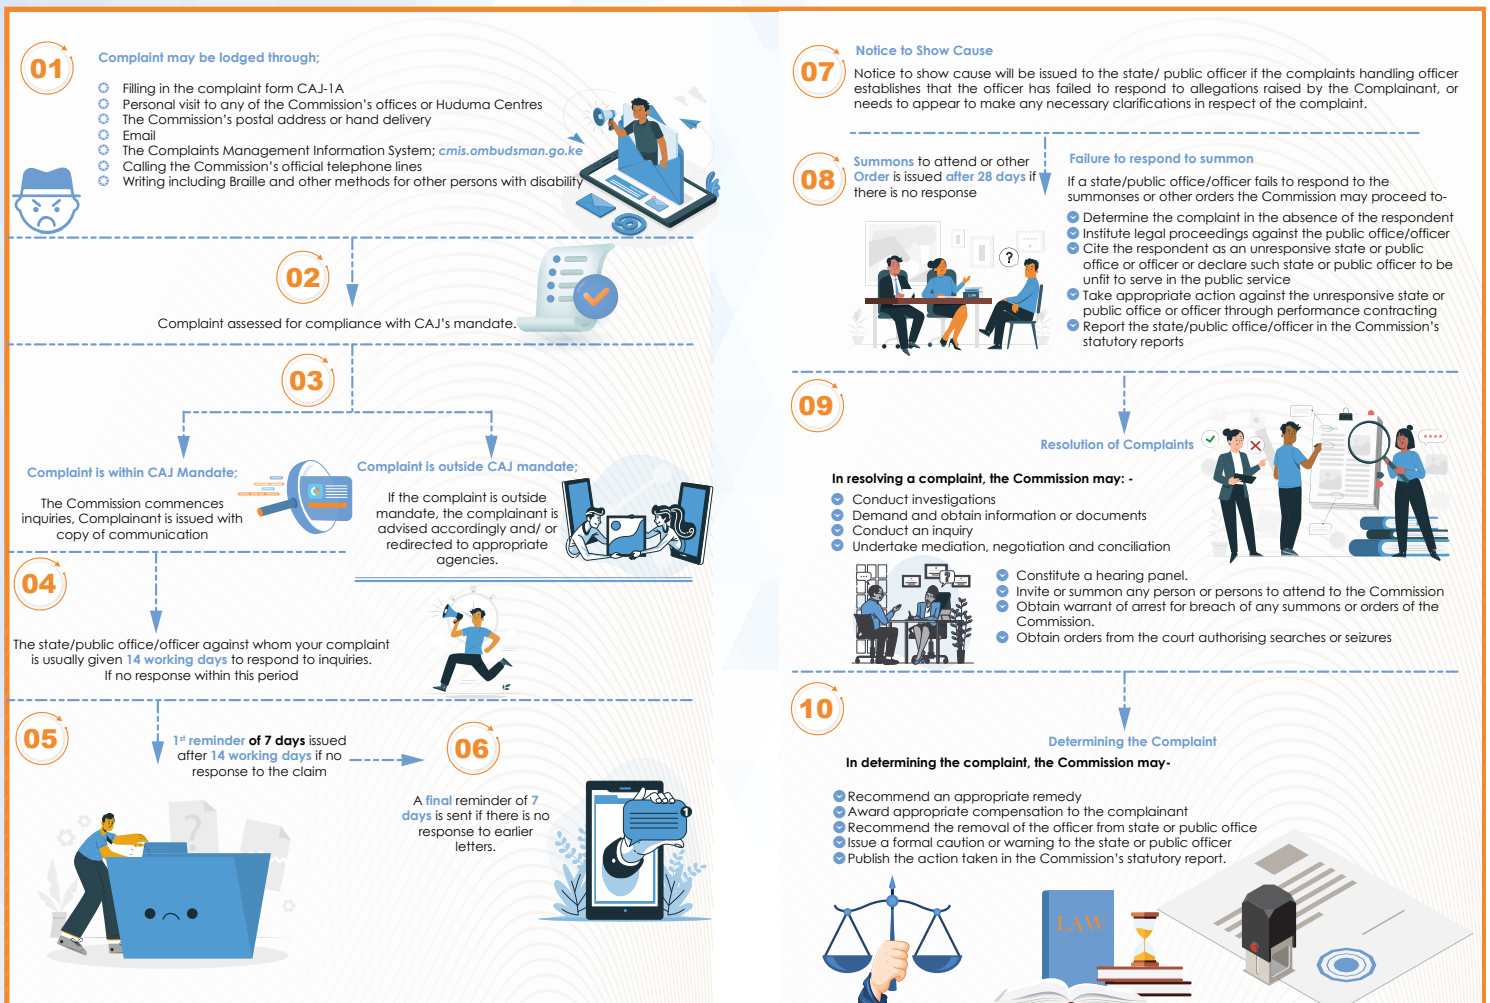 01
Complaint may be lodged through;
Filling in the complaint form CAJ-1A
Personal visit to any of the Commission's offices or Huduma Centres
The Commission's postal address or hand delivery
Email
The Complaints Management Information System; cmis.ombudsman.go.ke
Calling the Commission's official telephone lines
Writing including Braille and other methods for other persons with disability
02
Complaint assessed for compliance with CAJ's mandate.
03
Complaint is within CAJ Mandate;
The Commission commences
inquiries, Complainant is issued with
copy of communication
Complaint is outside CAJ mandate;
If the complaint is outside
mandate, the complainant is
advised accordingly and/ or
redirected to appropriate
agencies.
04
The state/public office/officer against whom your complaint
is usually given 14 working days to respond to inquiries.
If no response within this period
05
1st reminder of 7 days issued
after 14 working days if no
response to the claim
06
A final reminder of 7
days is sent if there is no
response to earlier
letters.
?
1
07
Notice to Show Cause
Notice to show cause will be issued to the state/ public officer if the complaints handling officer
establishes that the officer has failed to respond to allegations raised by the Complainant, or
needs to appear to make any necessary clarifications in respect of the complaint.
08
Summons to attend or other
Order is issued after 28 days if
there is no response
?
LAW
Failure to respond to summon
If a state/public office/officer fails to respond to the
summonses or other orders the Commission may proceed to-
Determine the complaint in the absence of the respondent
Institute legal proceedings against the public office/officer
Cite the respondent as an unresponsive state or public
office or officer or declare such state or public officer to be
unfit to serve in the public service
Take appropriate action against the unresponsive state or
public office or officer through performance contracting
Report the state/public office/officer in the Commission's
statutory reports
09
Resolution of Complaints
In resolving a complaint, the Commission may: -
Conduct investigations
Demand and obtain information or documents
Conduct an inquiry
Undertake mediation, negotiation and conciliation
?
Constitute a hearing panel.
Invite or summon any person or persons to attend to the Commission
Obtain warrant of arrest for breach of any summons or orders of the
Commission.
Obtain orders from the court authorising searches or seizures
10
Determining the Complaint
In determining the complaint, the Commission may-
Recommend an appropriate remedy
Award appropriate compensation to the complainant
Recommend the removal of the officer from state or public office
Issue a formal caution or warning to the state or public officer
Publish the action taken in the Commission's statutory report.
LAW